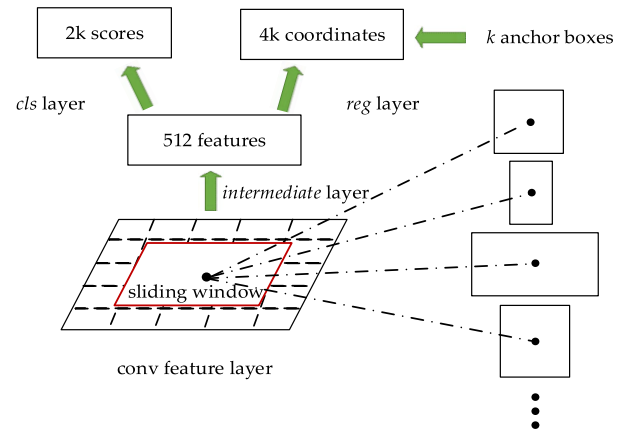 2k scores
4k coordinates
k anchor boxes
cls layer
reg layer
512 features
intermediate layer
sliding window
conv feature layer